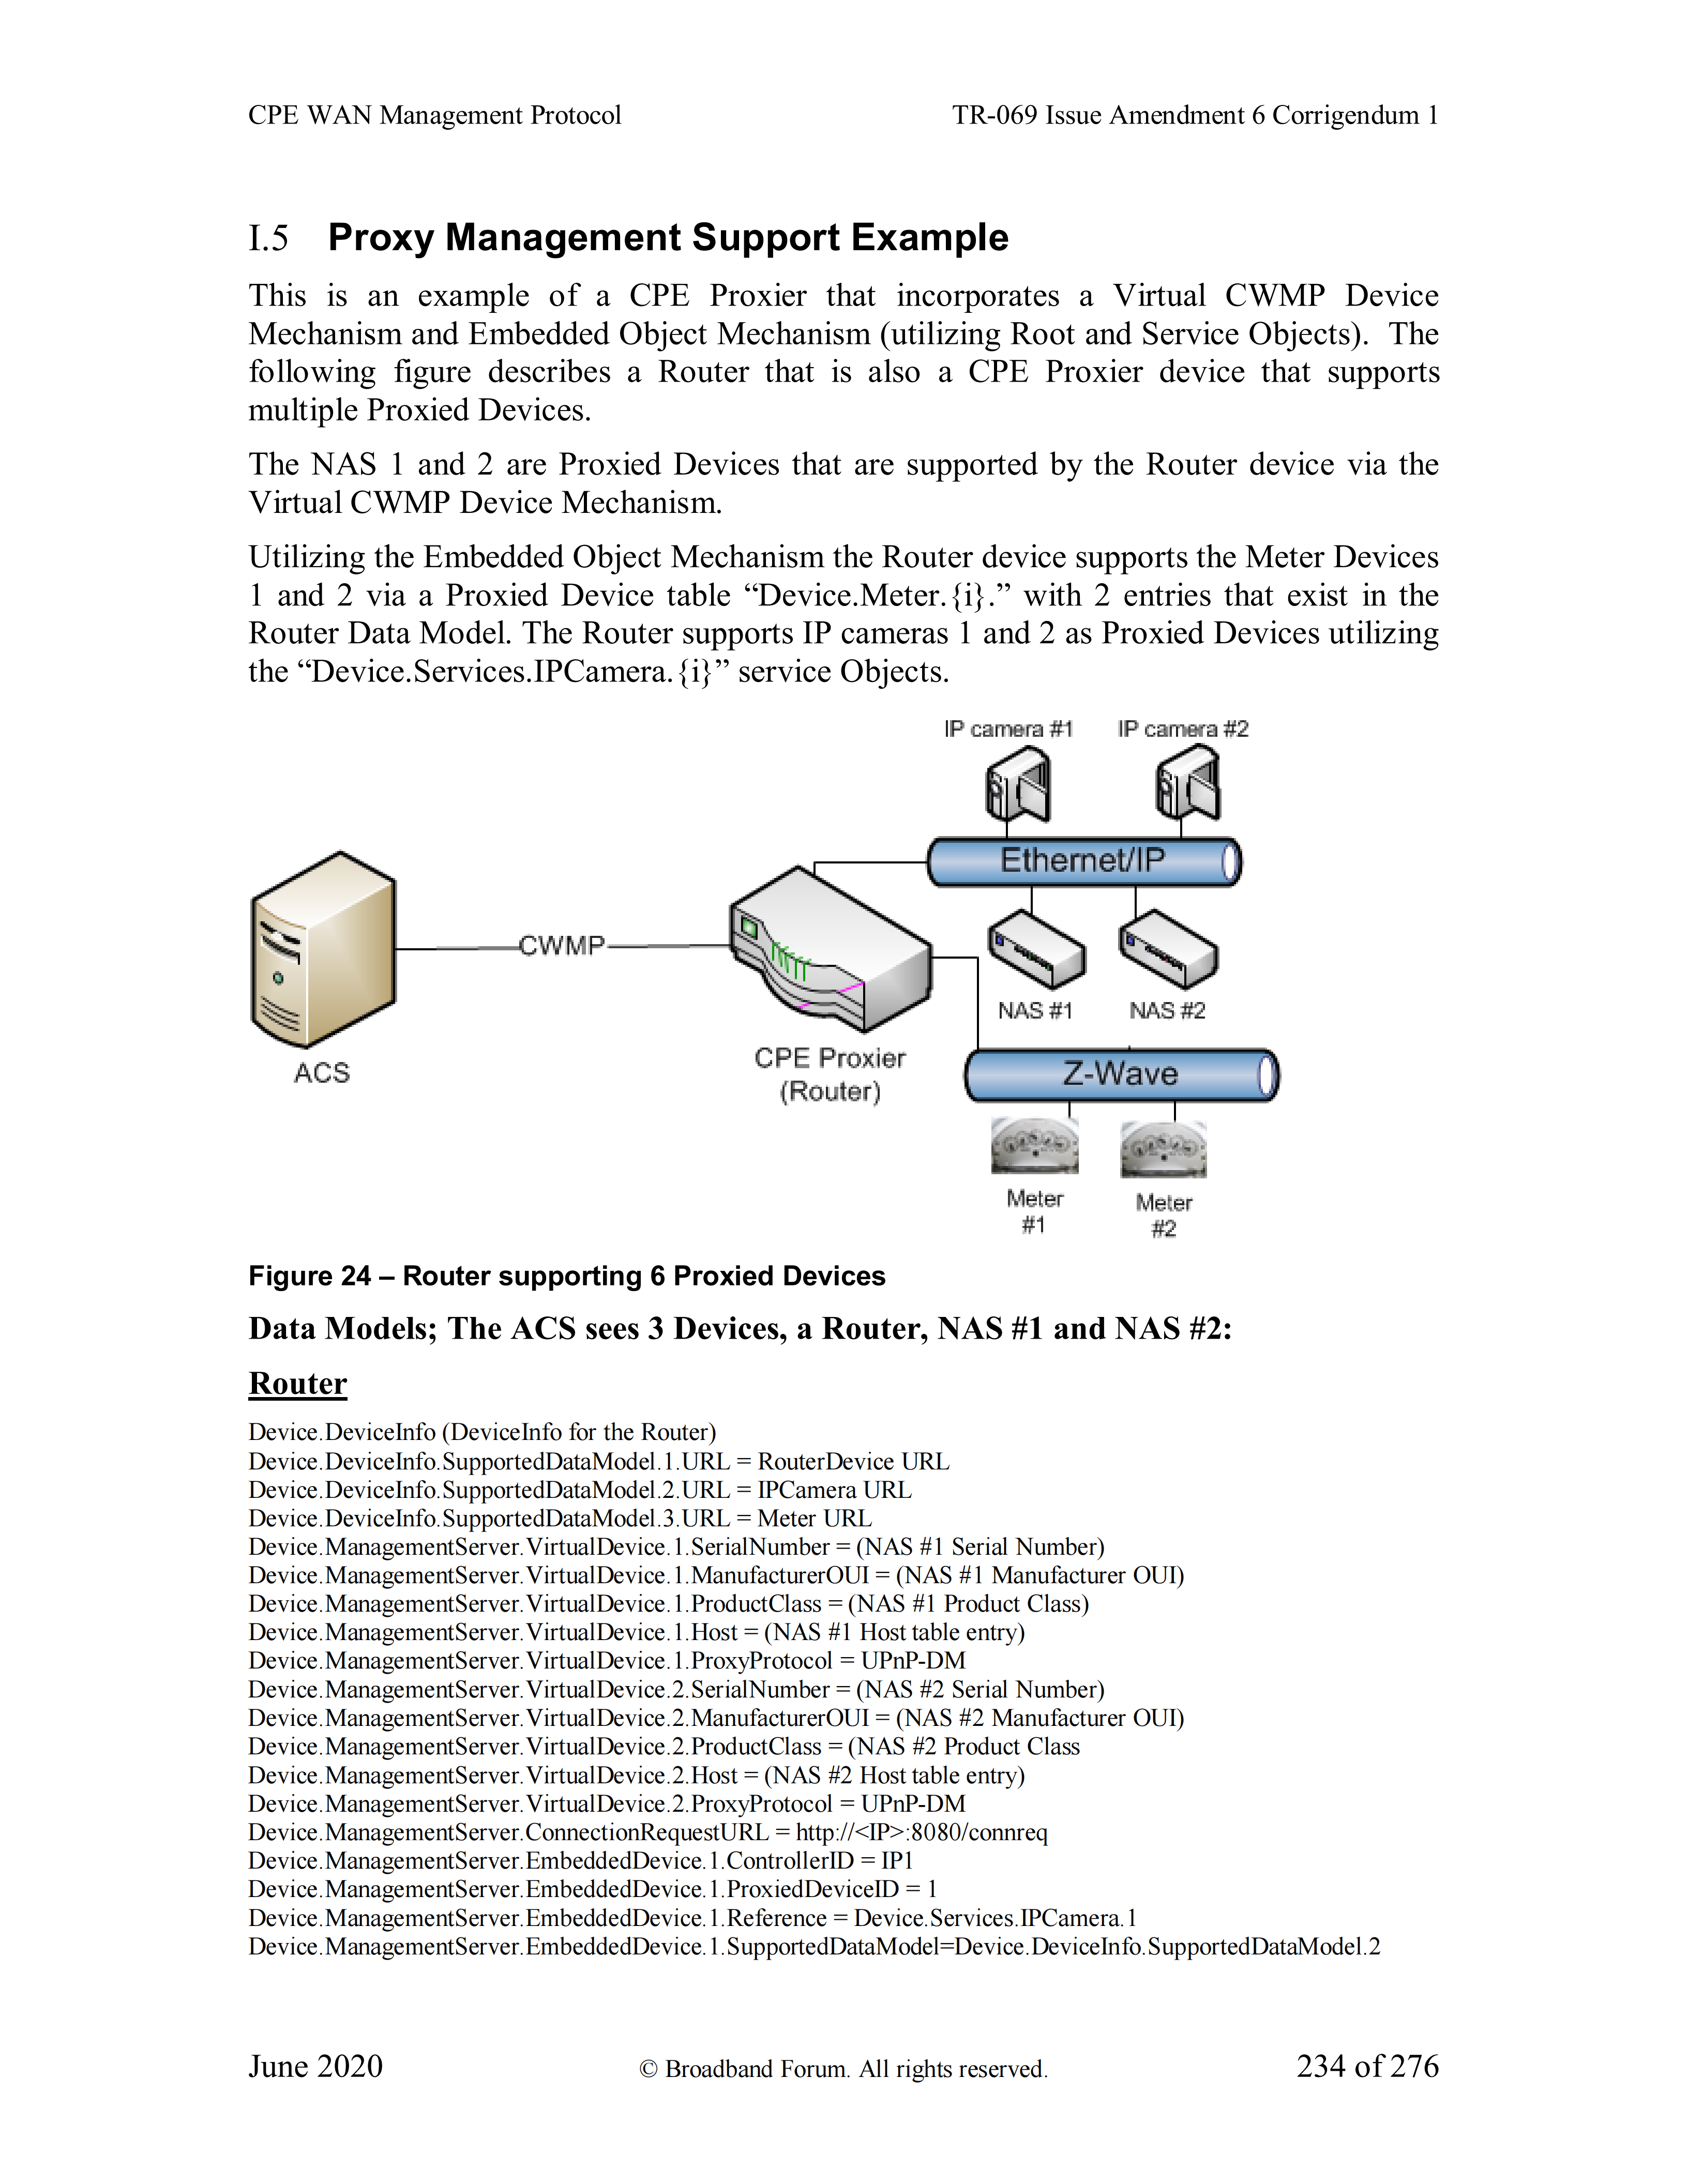 CPE WAN Management Protocol
TR-069 Issue Amendment 6 Corrigendum 1
I.5 Proxy Management Support Example
This is an example of a CPE Proxier that incorporates a Virtual CWMP Device
Mechanism and Embedded Object Mechanism (utilizing Root and Service Objects). The
following figure describes a Router that is also a CPE Proxier device that supports
multiple Proxied Devices.
The NAS 1 and 2 are Proxied Devices that are supported by the Router device via the
Virtual CWMP Device Mechanism.
Utilizing the Embedded Object Mechanism the Router device supports the Meter Devices
1 and 2 via a Proxied Device table “Device.Meter.{i}.” with 2 entries that exist in the
Router Data Model. The Router supports IP cameras 1 and 2 as Proxied Devices utilizing
the “Device.Services.IPCamera.{i}” service Objects.
IP camera #1
IP camera #2
Ethernet/IP
CWMP
NAS #1
NAS #2
ACS
CPE Proxier
(Router)
Z-Wave
Meter
#1
Meter
#2
Figure 24 – Router supporting 6 Proxied Devices
Data Models; The ACS sees 3 Devices, a Router, NAS #1 and NAS #2:
Router
Device.DeviceInfo (DeviceInfo for the Router)
Device.DeviceInfo.SupportedDataModel.1.URL = RouterDevice URL
Device.DeviceInfo.SupportedDataModel.2.URL = IPCamera URL
Device.DeviceInfo.SupportedDataModel.3.URL = Meter URL
Device.ManagementServer.VirtualDevice.1.SerialNumber = (NAS #1 Serial Number)
Device.ManagementServer.VirtualDevice.1.ManufacturerOUI = (NAS #1 Manufacturer OUI)
Device.ManagementServer.VirtualDevice.1.ProductClass = (NAS #1 Product Class)
Device.ManagementServer.VirtualDevice.1.Host = (NAS #1 Host table entry)
Device.ManagementServer.VirtualDevice.1.ProxyProtocol = UPnP-DM
Device.ManagementServer.VirtualDevice.2.SerialNumber = (NAS #2 Serial Number)
Device.ManagementServer.VirtualDevice.2.ManufacturerOUI = (NAS #2 Manufacturer OUI)
Device.ManagementServer.VirtualDevice.2.ProductClass = (NAS #2 Product Class
Device.ManagementServer.VirtualDevice.2.Host = (NAS #2 Host table entry)
Device.ManagementServer.VirtualDevice.2.ProxyProtocol = UPnP-DM
Device.ManagementServer.ConnectionRequestURL = http://<IP>:8080/connreq
Device.ManagementServer.EmbeddedDevice.1.ControllerID = IP1
Device.ManagementServer.EmbeddedDevice.1.ProxiedDeviceID = 1
Device.ManagementServer.EmbeddedDevice.1.Reference = Device.Services.IPCamera.1
Device.ManagementServer.EmbeddedDevice.1.SupportedDataModel=Device.DeviceInfo.SupportedDataModel.2
June 2020
© Broadband Forum. All rights reserved.
234 of 276